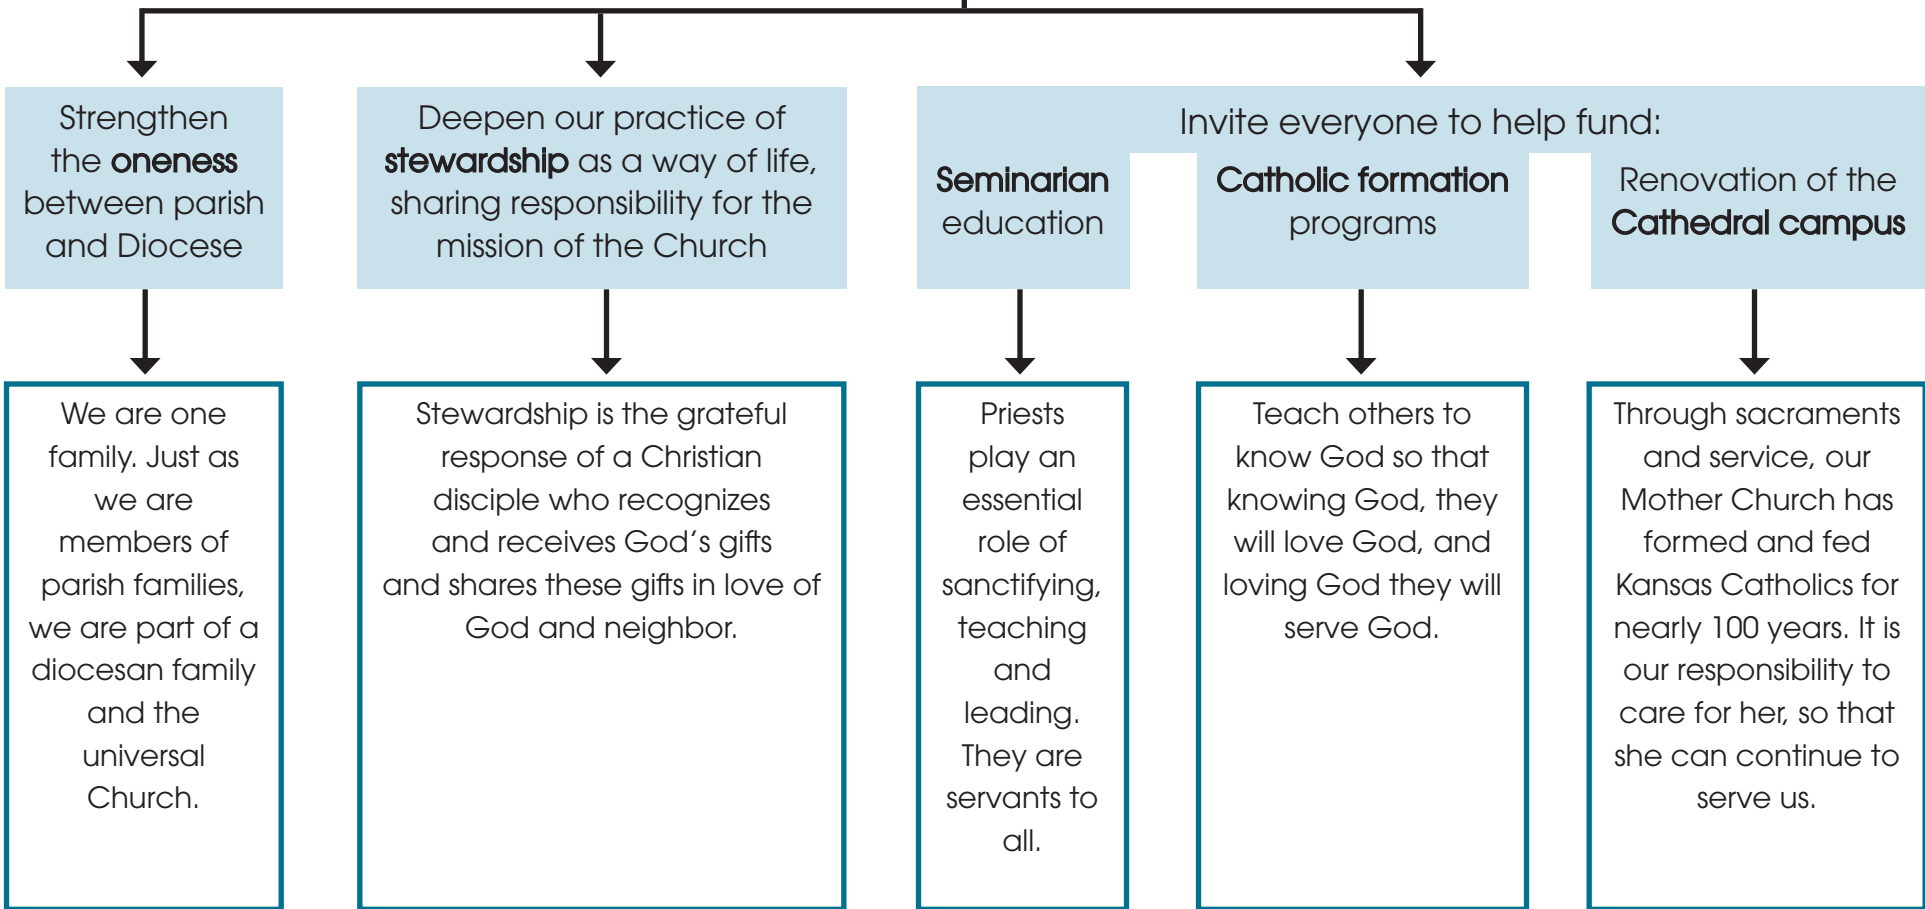 Strengthen
the oneness
between parish
and Diocese
Deepen our practice of
stewardship as a way of life,
sharing responsibility for the
mission of the Church
Invite everyone to help fund:
Seminarian
education
Catholic formation
programs
Renovation of the
Cathedral campus
We are one
family. Just as
we are
members of
parish families,
we are part of a
diocesan family
and the
universal
Church.
Stewardship is the grateful
response of a Christian
disciple who recognizes
and receives God's gifts
and shares these gifts in love of
God and neighbor.
Priests
play an
essential
role of
sanctifying,
teaching
and
leading.
They are
servants to
all.
Teach others to
know God so that
knowing God, they
will love God, and
loving God they will
serve God.
Through sacraments
and service, our
Mother Church has
formed and fed
Kansas Catholics for
nearly 100 years. It is
our responsibility to
care for her, so that
she can continue to
serve us.